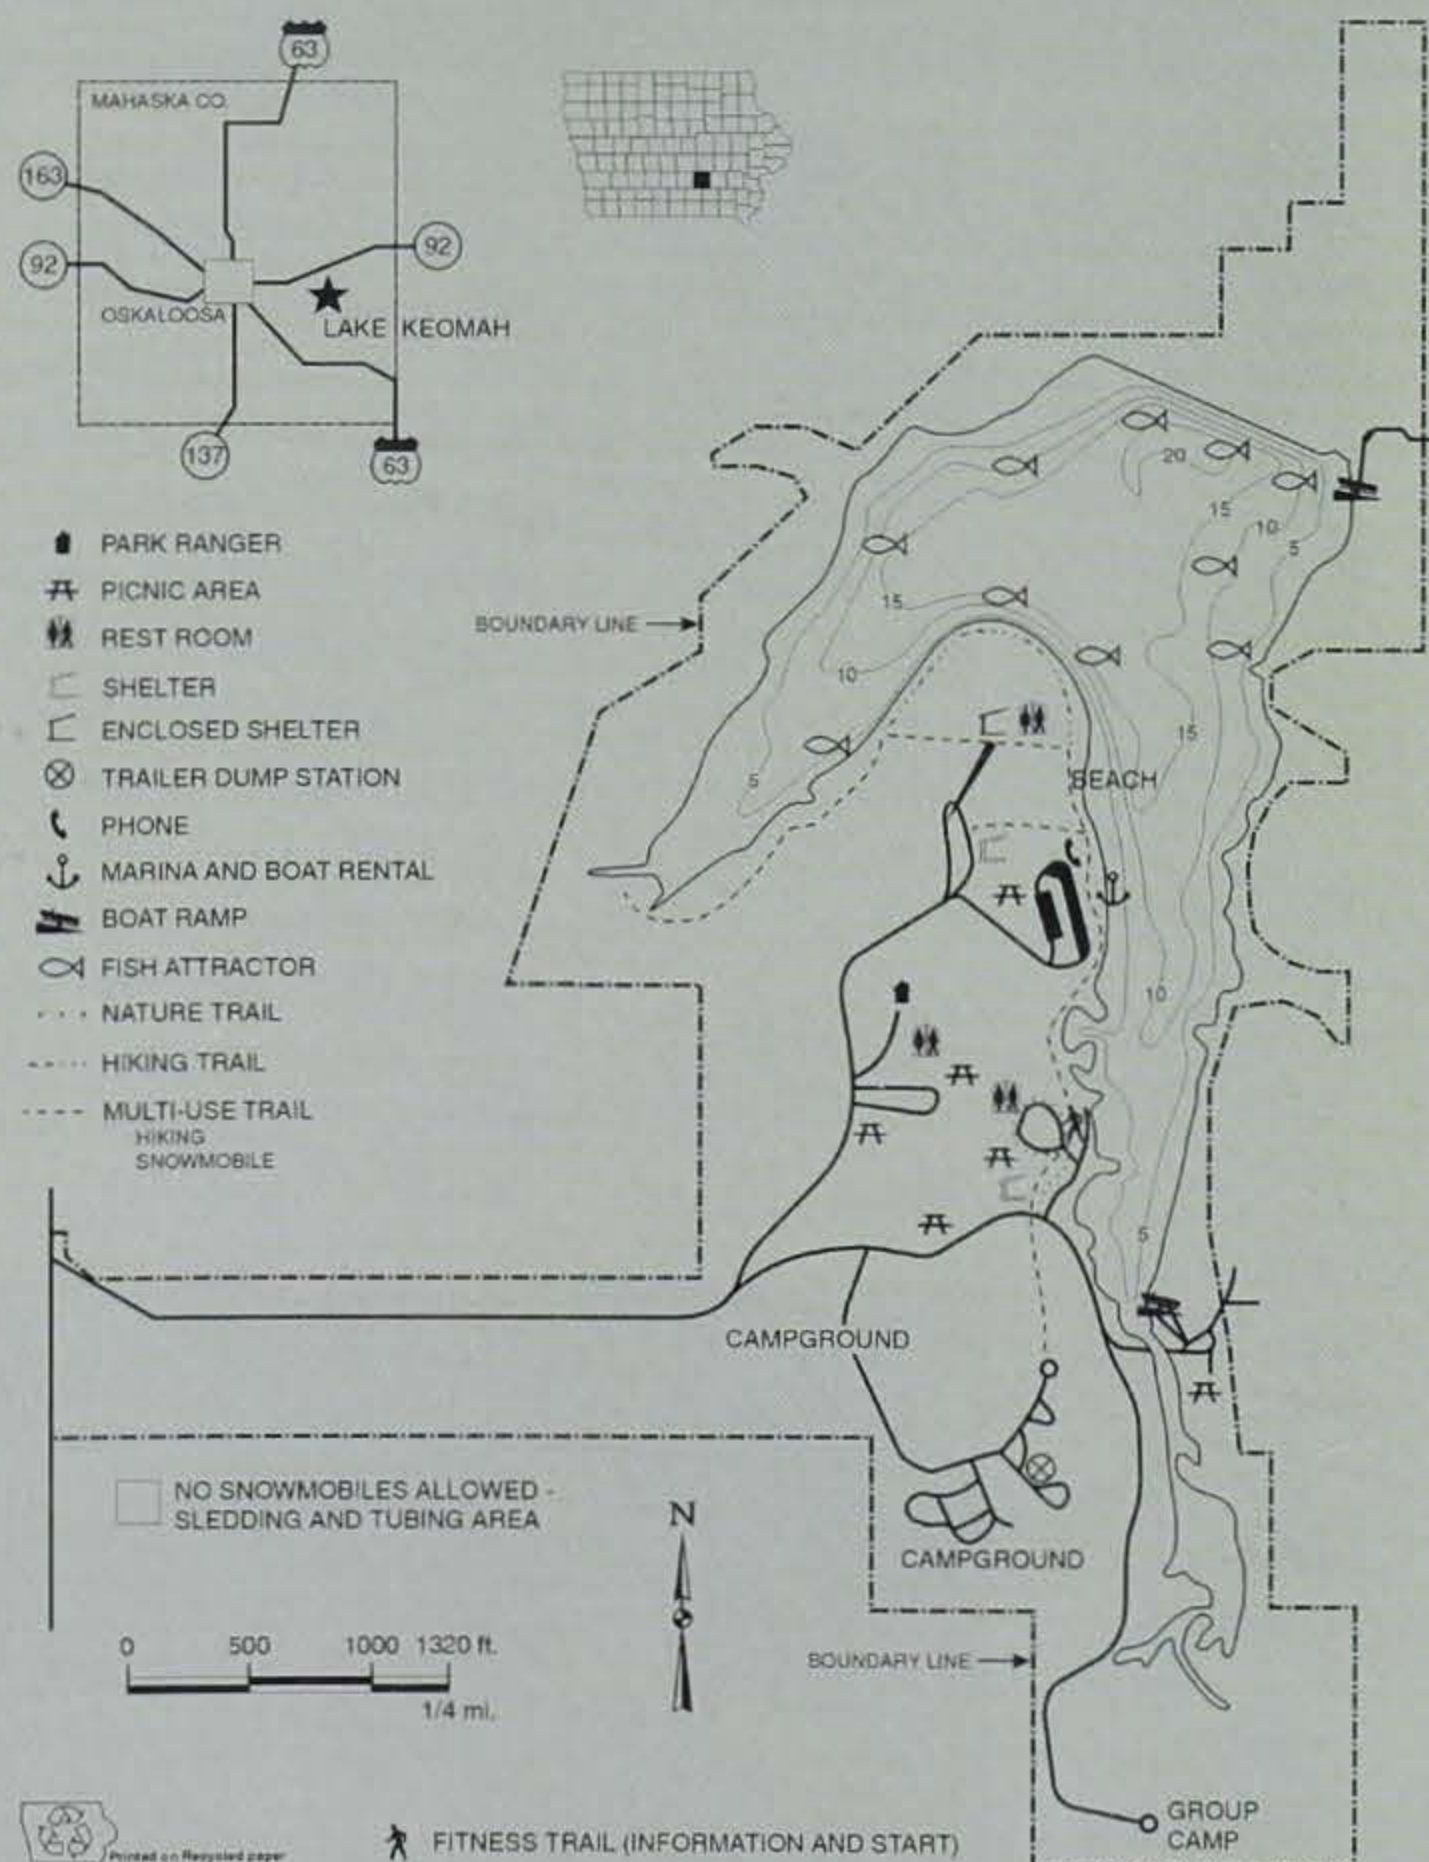 63
MAHASKA CO.
163
92
92
OSKALOOSA
LAKE KEOMAH
137
63
PARK RANGER
PICNIC AREA
REST ROOM
SHELTER
ENCLOSED SHELTER
TRAILER DUMP STATION
PHONE
MARINA AND BOAT RENTAL
BOAT RAMP
FISH ATTRACTOR
NATURE TRAIL
HIKING TRAIL
MULTI-USE TRAIL
HIKING
SNOWMOBILE
BOUNDARY LINE
20
15
10
5
15
10
15
5
BEACH
10
5
CAMPGROUND
CAMPGROUND
NO SNOWMOBILES ALLOWED -
SLEDDING AND TUBING AREA
N
0 500 1000 1320 ft.
1/4 mi.
BOUNDARY LINE
GROUP
CAMP
Printed on Recycled paper
FITNESS TRAIL (INFORMATION AND START)